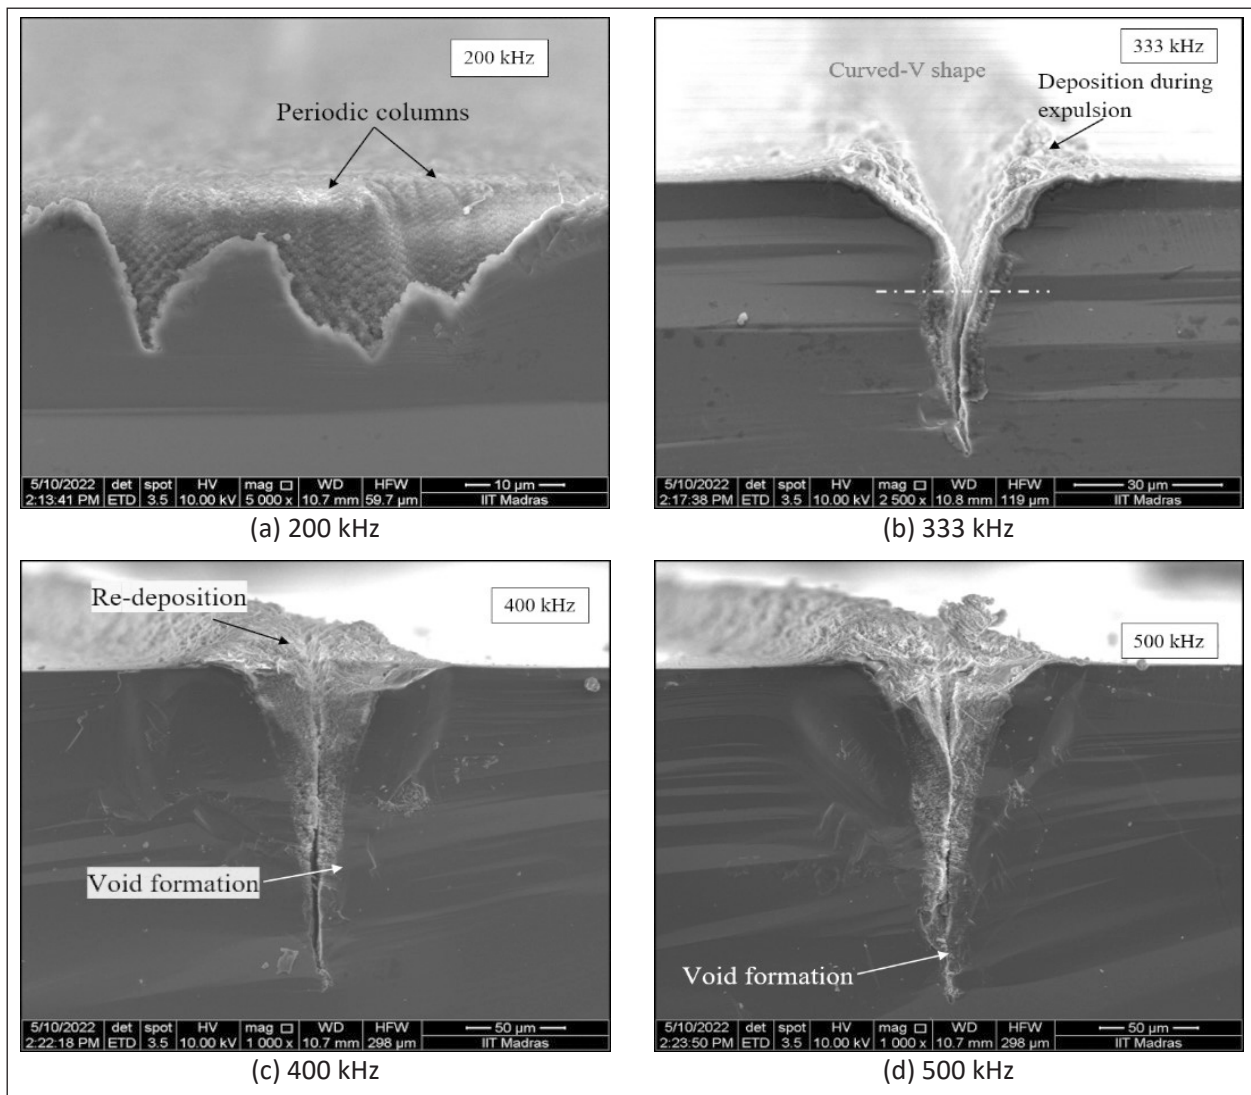 200 kHz
Periodic columns
5/10/2022 det spot HV mag WD HFW 10 µm
2:13:41 PM ETD 3.5 10.00 kV 5 000 x 10.7 mm 59.7 µm IIT Madras
(a) 200 kHz
333 kHz
Curved-V shape
Deposition during
expulsion
5/10/2022 det spot HV mag WD HFW 30 µm
2:17:38 PM ETD 3.5 10.00 kV 2 500 x 10.8 mm 119 µm IIT Madras
(b) 333 kHz
Re-deposition
400 kHz
Void formation
5/10/2022 det spot HV mag WD HFW 50 µm
2:22:18 PM ETD 3.5 10.00 kV 1 000 x 10.7 mm 298 µm IIT Madras
(c) 400 kHz
500 kHz
Void formation
5/10/2022 det spot HV mag WD HFW 50 µm
2:23:50 PM ETD 3.5 10.00 kV 1 000 x 10.7 mm 298 µm IIT Madras
(d) 500 kHz